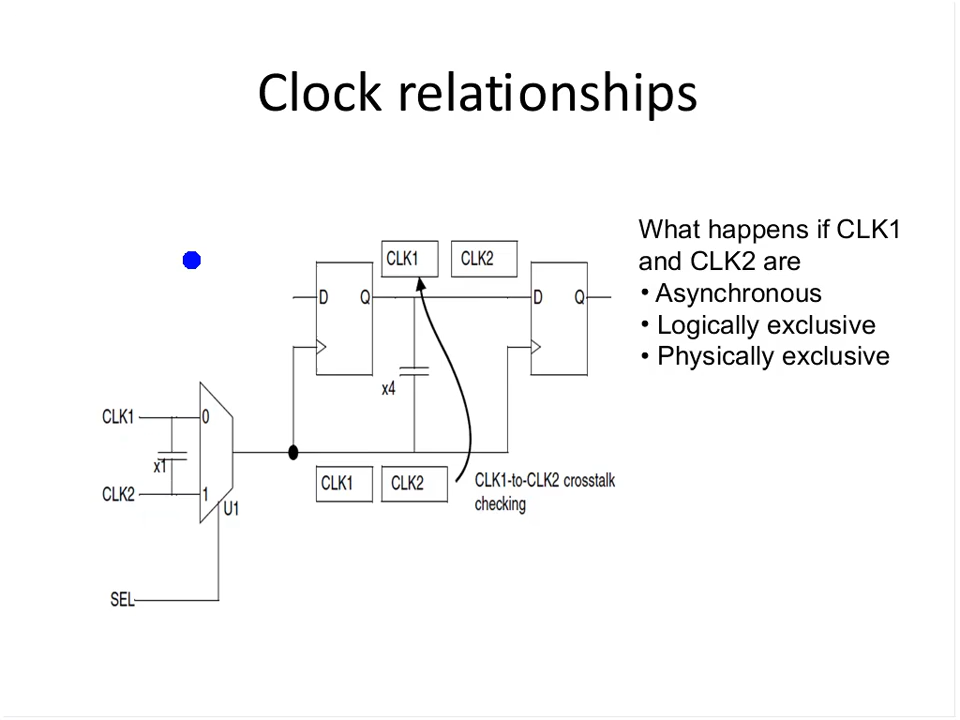 Clock relationships
What happens if CLK1
and CLK2 are
• Asynchronous
• Logically exclusive
• Physically exclusive
CLK1 CLK2
D Q D Q
x4
CLK1 0
x1
CLK2 1
U1
CLK1 CLK2
CLK1-to-CLK2 crosstalk
checking
SEL